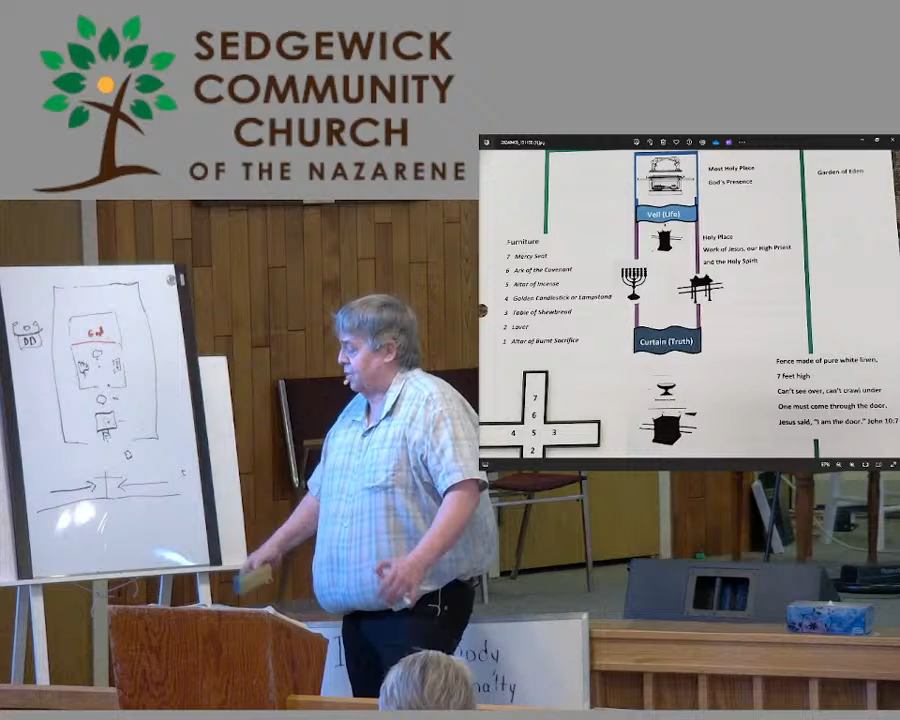 SEDGEWICK
COMMUNITY
CHURCH
OF THE NAZARENE
Most Holy Place
God's Presence
Garden of Eden
Veil (Life)
Furniture
7 Mercy Seat
6 Ark of the Covenant
5 Altar of Incense
4 Golden Candlestick or Lampstand
3 Table of Shewbread
2 Laver
1 Altar of Burnt Sacrifice
Holy Place
Work of Jesus, our High Priest
and the Holy Spirit
Curtain (Truth)
Fence made of pure white linen,
7 feet high
Can't see over, can't crawl under
One must come through the door.
Jesus said, "I am the door." John 10:7
7
6
4 5 3
2
God